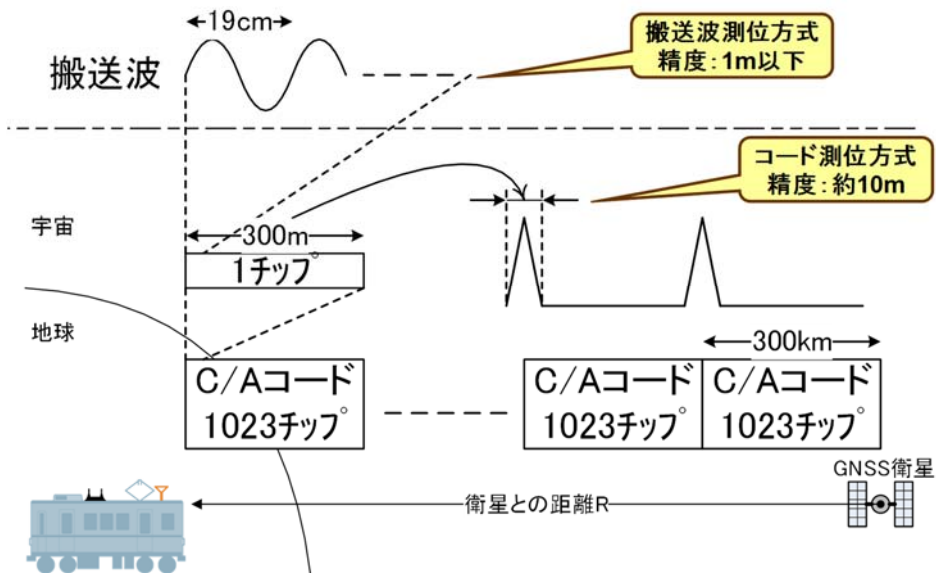 19cm
搬送波
搬送波測位方式
精度：1m以下
コード測位方式
精度：約10m
宇宙
300m
1チップ
地球
300km
C/Aコード
1023チップ
C/Aコード
1023チップ
C/Aコード
1023チップ
GNSS衛星
衛星との距離R